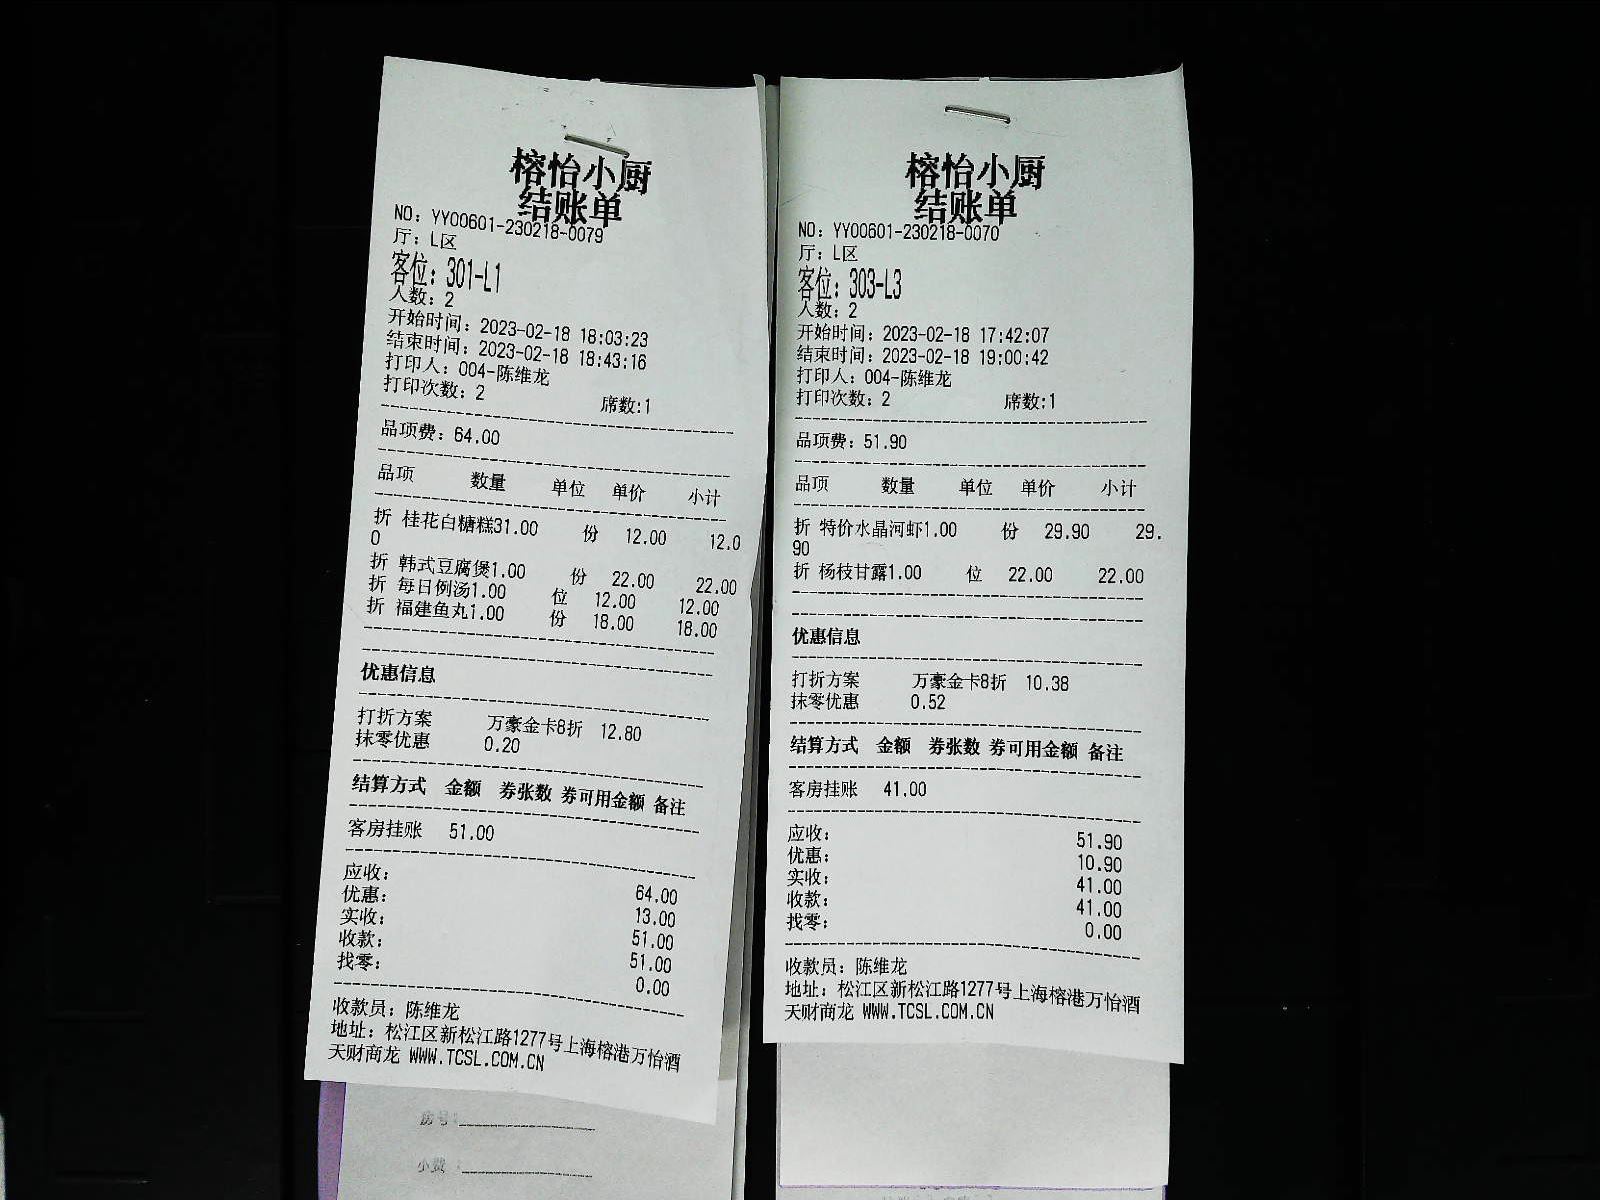 榕怡小厨
结账单
NO: YY00601-230218-0079
厅: L区
客位: 301-L1
人数: 2
开始时间: 2023-02-18 18:03:23
结束时间: 2023-02-18 18:43:16
打印人: 004-陈维龙
打印次数: 2 席数:1
品项费: 64.00
品项 数量 单位 单价 小计
折 桂花白糖糕31.00 份 12.00 12.0
0
折 韩式豆腐煲1.00 份 22.00 22.00
折 每日例汤1.00 位 12.00 12.00
折 福建鱼丸1.00 份 18.00 18.00
优惠信息
打折方案 万豪金卡8折 12.80
抹零优惠 0.20
结算方式 金额 券张数 券可用金额 备注
客房挂账 51.00
应收: 64.00
优惠: 13.00
实收: 51.00
收款: 51.00
找零: 0.00
收款员: 陈维龙
地址: 松江区新松江路1277号上海榕港万怡酒
天财商龙 WWW.TCSL.COM.CN
房号:
小费:
榕怡小厨
结账单
NO: YY00601-230218-0070
厅: L区
客位: 303-L3
人数: 2
开始时间: 2023-02-18 17:42:07
结束时间: 2023-02-18 19:00:42
打印人: 004-陈维龙
打印次数: 2 席数:1
品项费: 51.90
品项 数量 单位 单价 小计
折 特价水晶河虾1.00 份 29.90 29.
90
折 杨枝甘露1.00 位 22.00 22.00
优惠信息
打折方案 万豪金卡8折 10.38
抹零优惠 0.52
结算方式 金额 券张数 券可用金额 备注
客房挂账 41.00
应收: 51.90
优惠: 10.90
实收: 41.00
收款: 41.00
找零: 0.00
收款员: 陈维龙
地址: 松江区新松江路1277号上海榕港万怡酒
天财商龙 WWW.TCSL.COM.CN